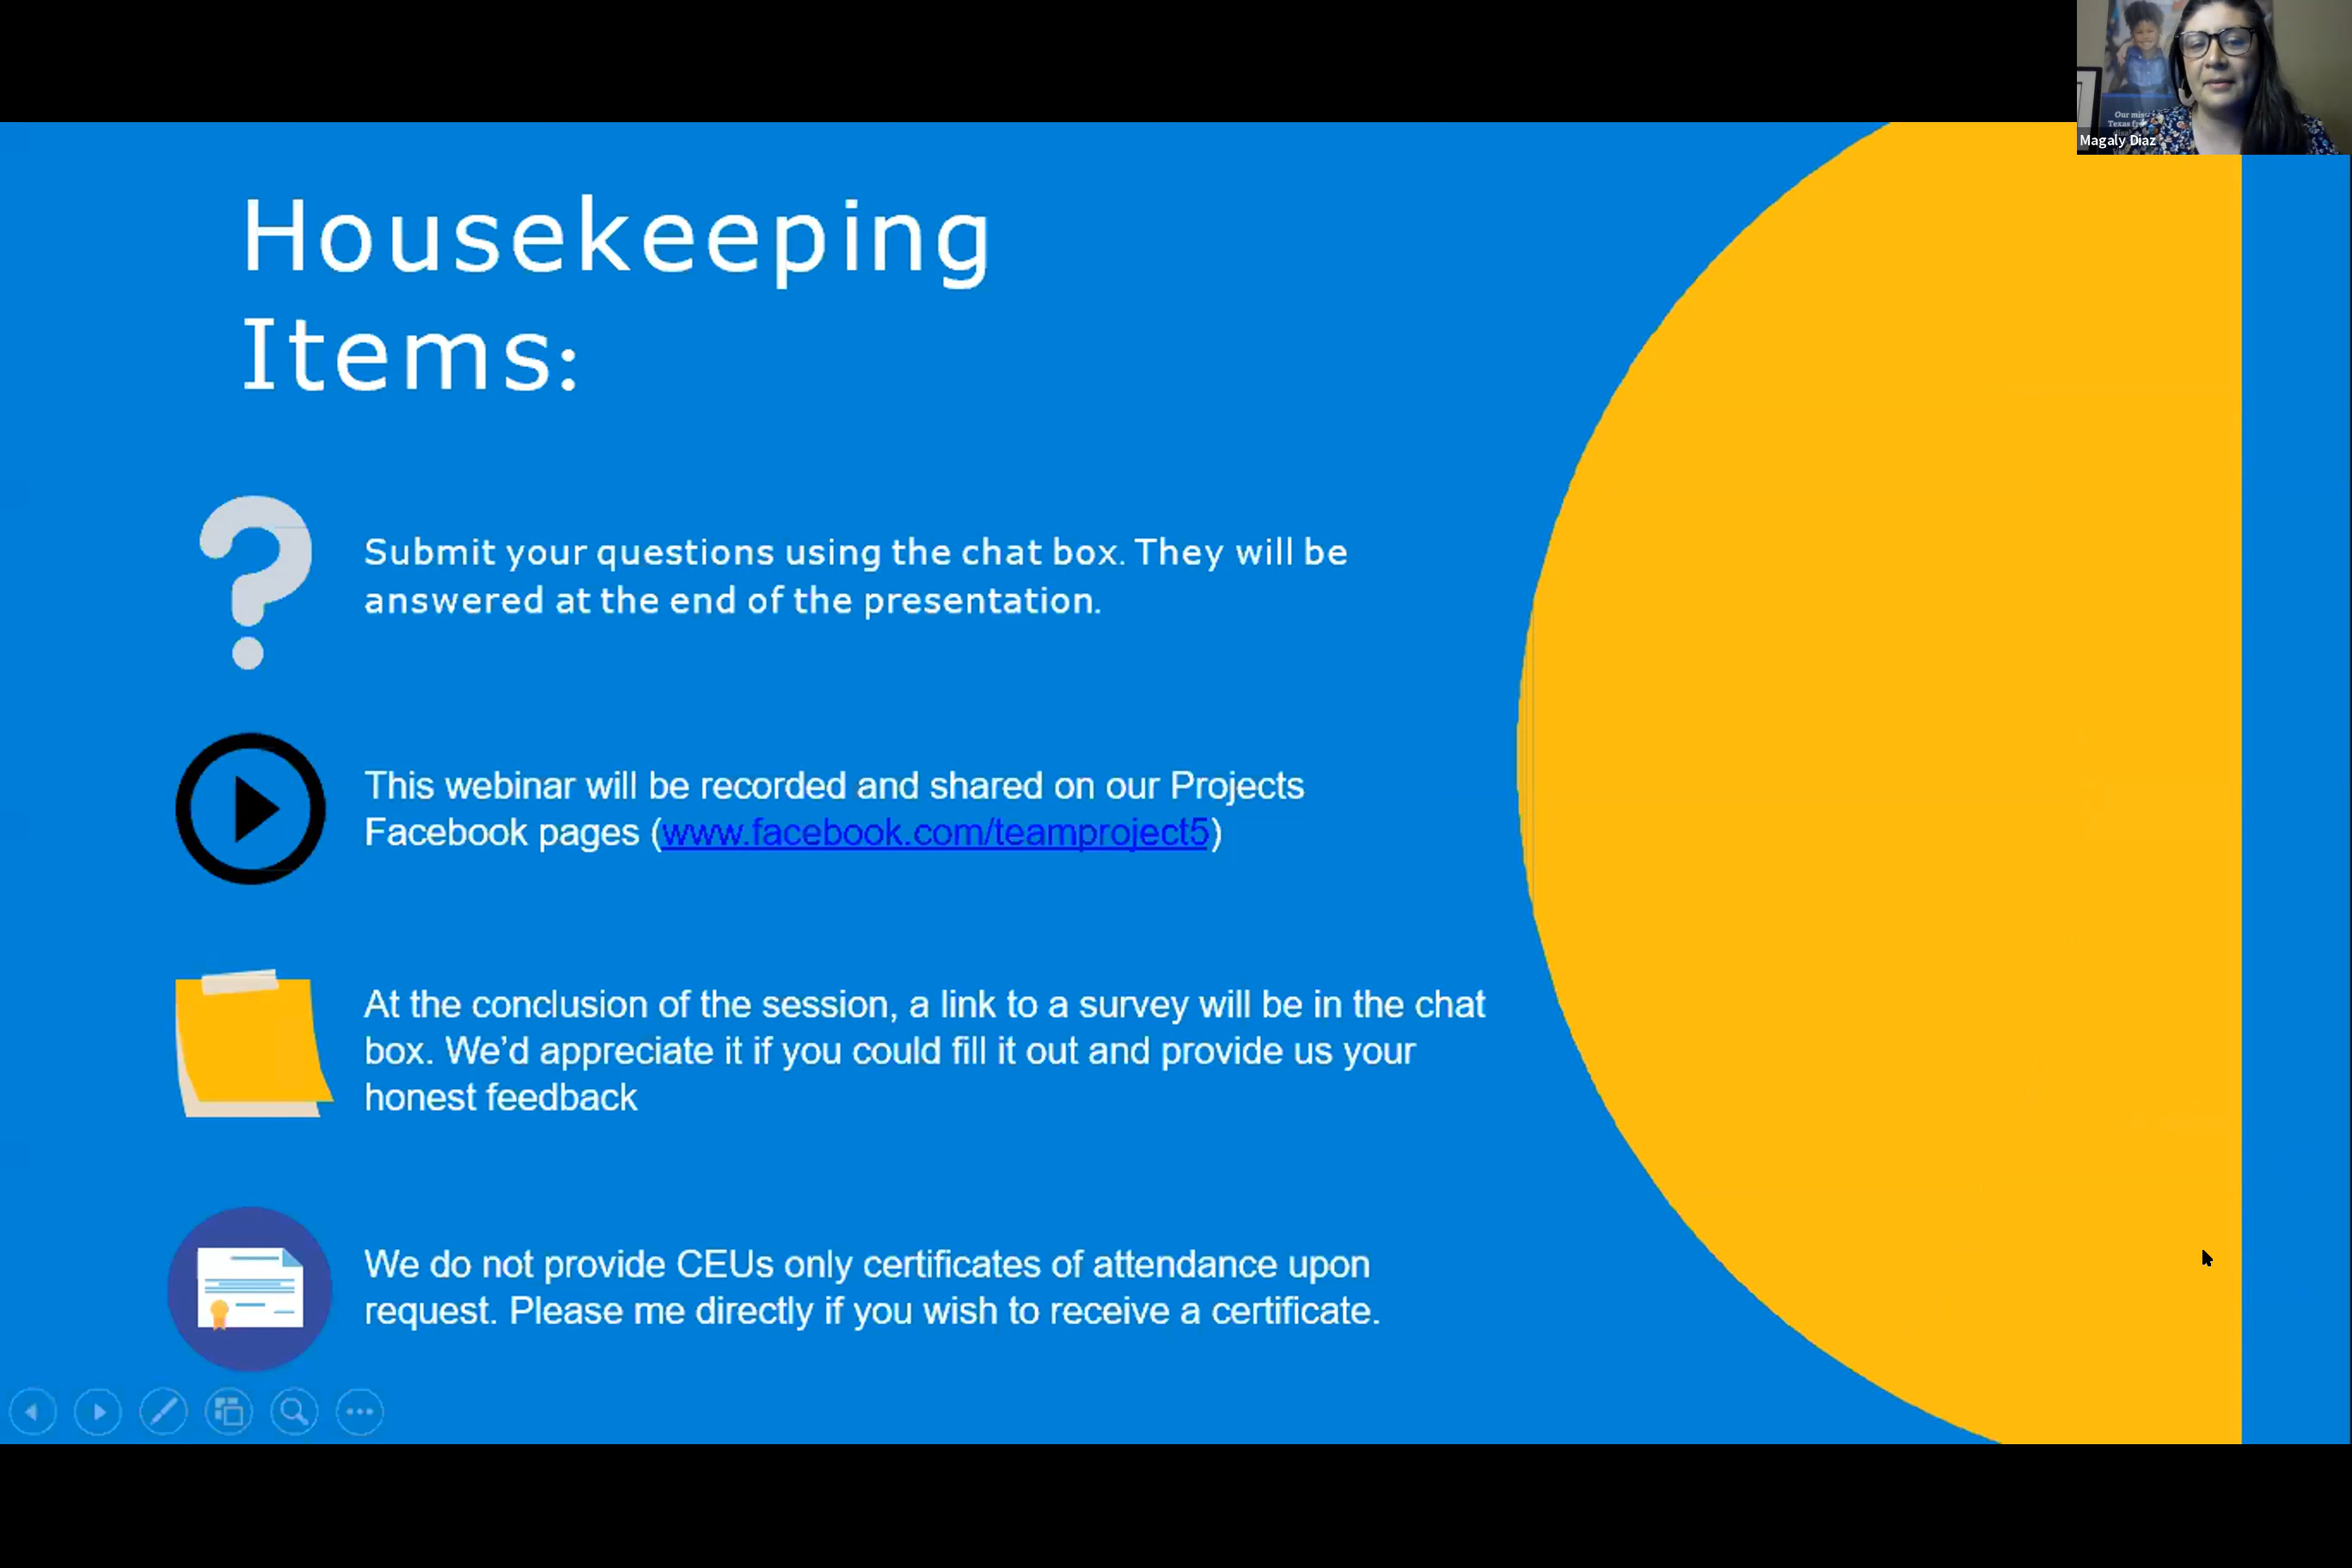 Our
Texas
Magaly Diaz
Housekeeping
Items:
Submit your questions using the chat box. They will be
answered at the end of the presentation.
This webinar will be recorded and shared on our Projects
Facebook pages (www.facebook.com/teamproject5)
At the conclusion of the session, a link to a survey will be in the chat
box. We’d appreciate it if you could fill it out and provide us your
honest feedback
We do not provide CEUs only certificates of attendance upon
request. Please me directly if you wish to receive a certificate.